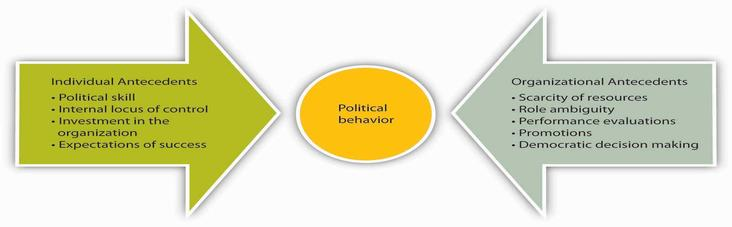 Individual Antecedents
• Political skill
• Internal locus of control
• Investment in the
organization
• Expectations of success
Political
behavior
Organizational Antecedents
• Scarcity of resources
• Role ambiguity
• Performance evaluations
• Promotions
• Democratic decision making